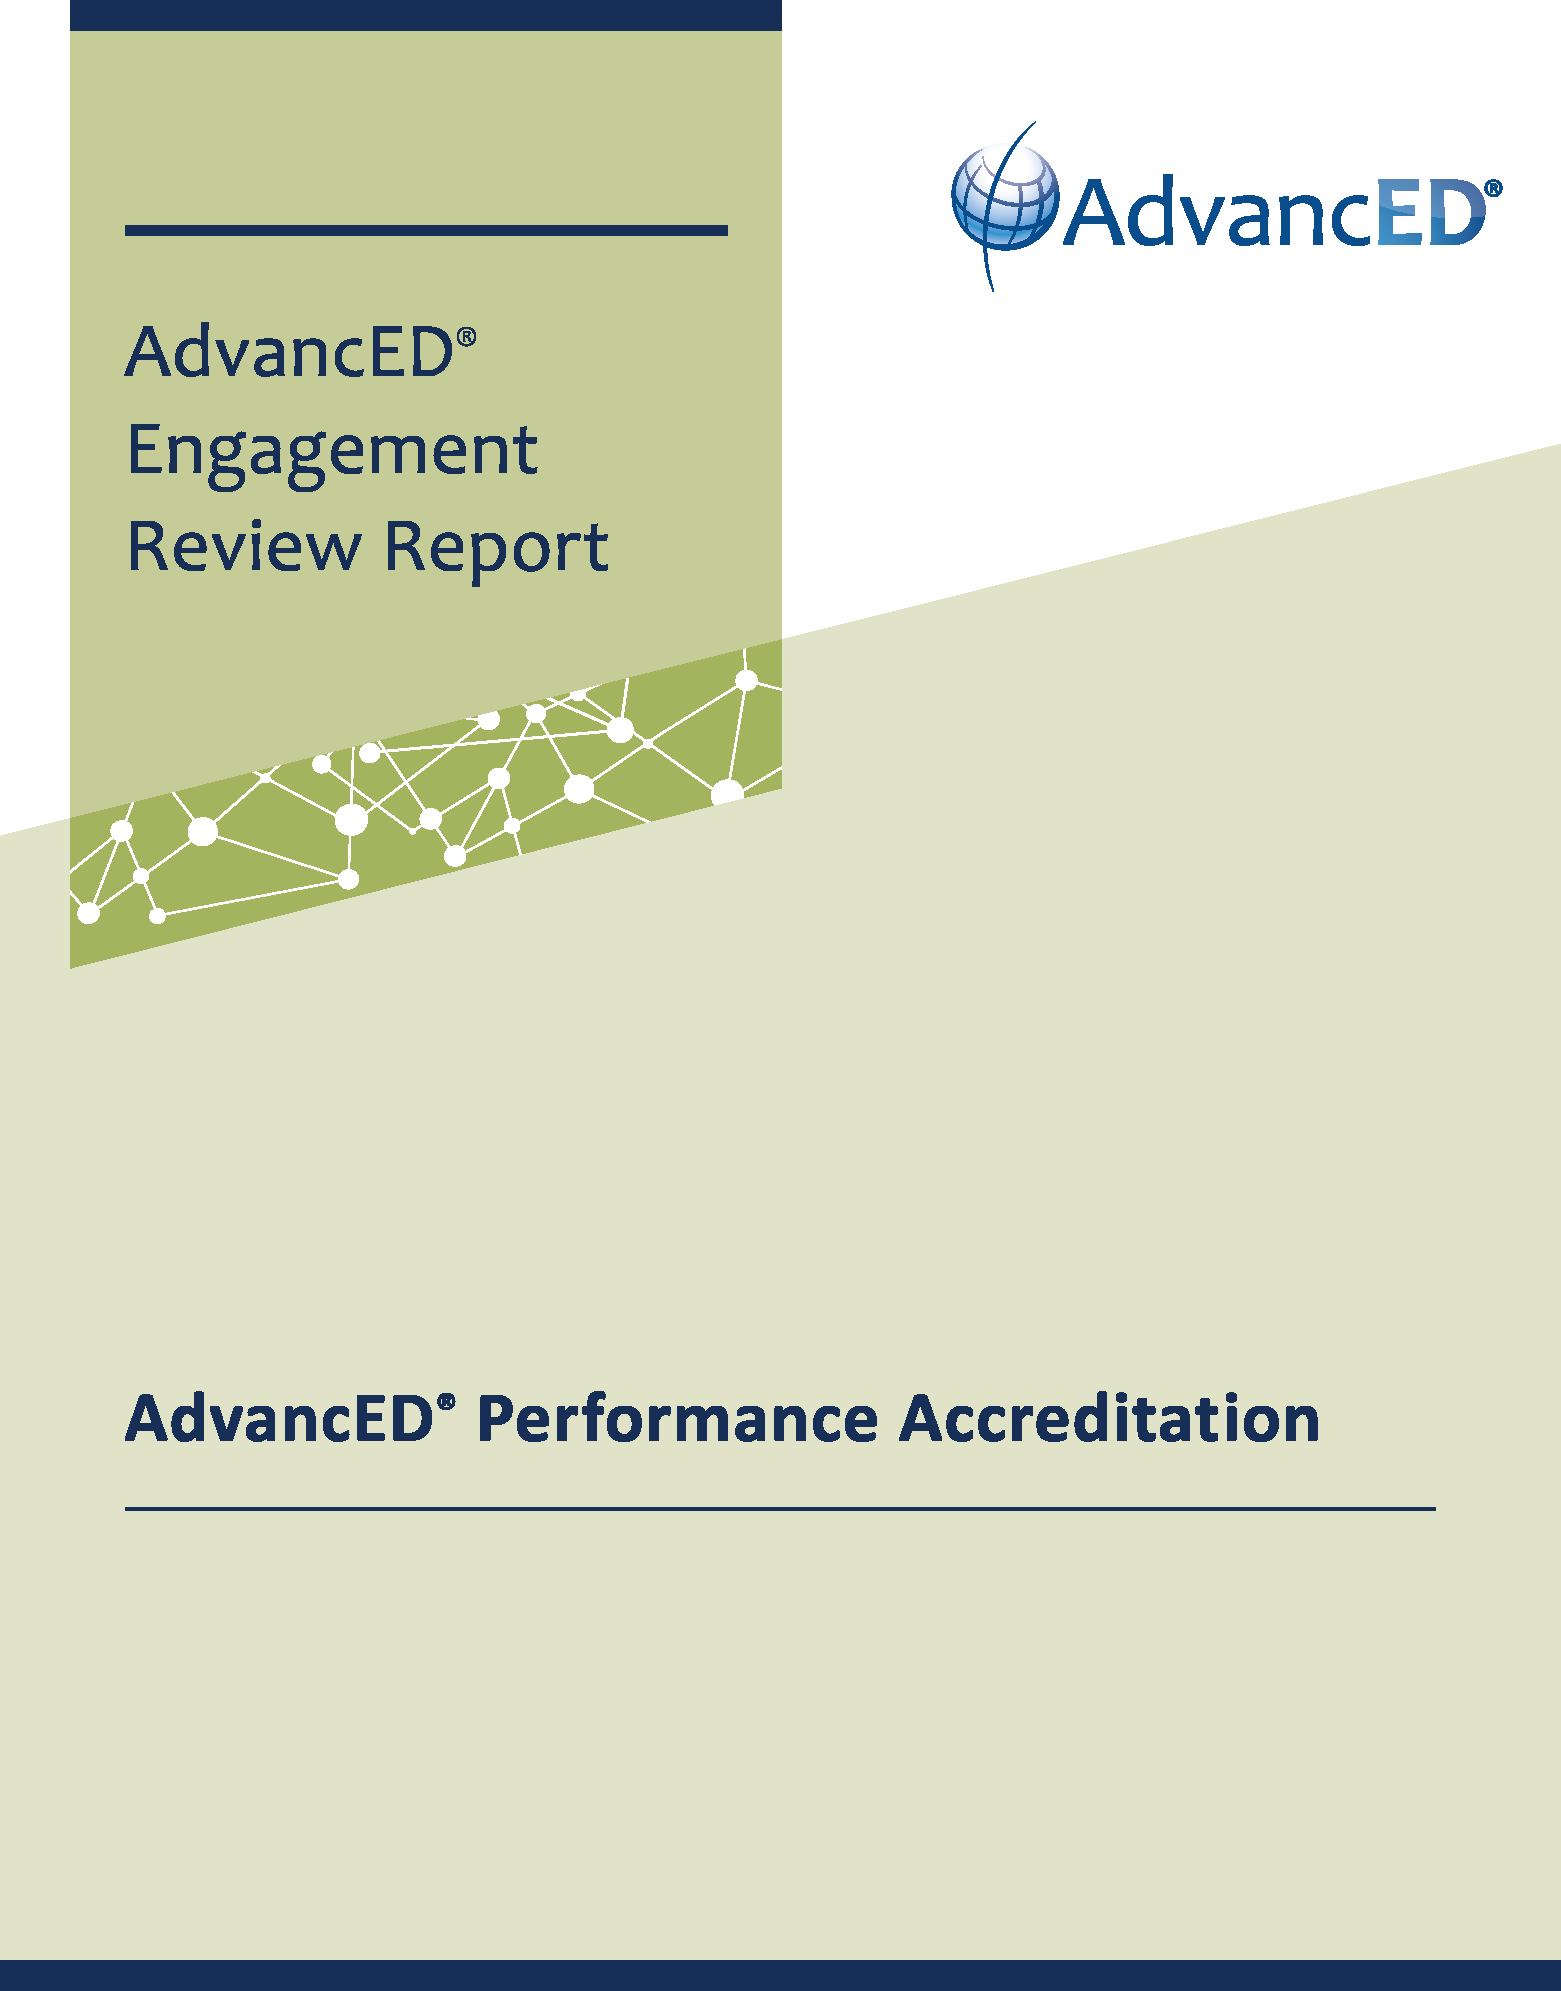 AdvancED®
AdvancED®
Engagement
Review Report
AdvancED® Performance Accreditation